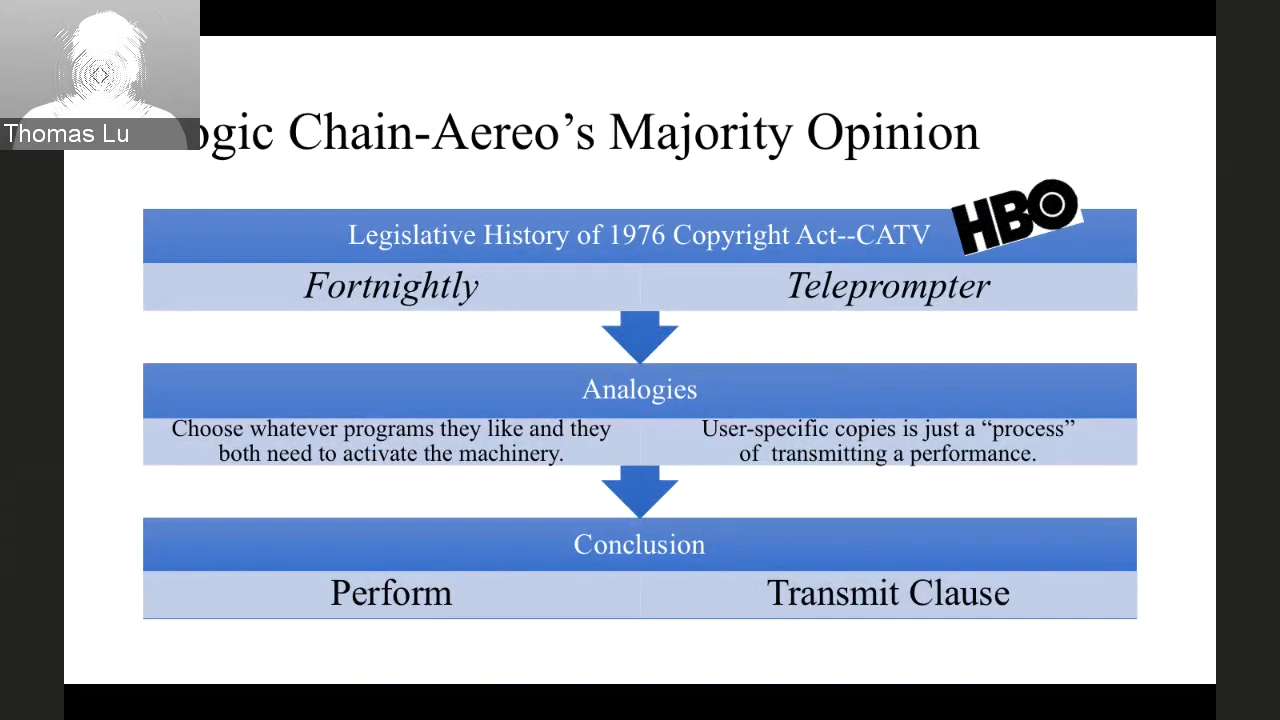 Thomas Lu
ogic Chain-Aereo’s Majority Opinion
HBO
Legislative History of 1976 Copyright Act--CATV
Fortnightly
Teleprompter
Analogies
Choose whatever programs they like and they
both need to activate the machinery.
User-specific copies is just a “process”
of transmitting a performance.
Conclusion
Perform
Transmit Clause